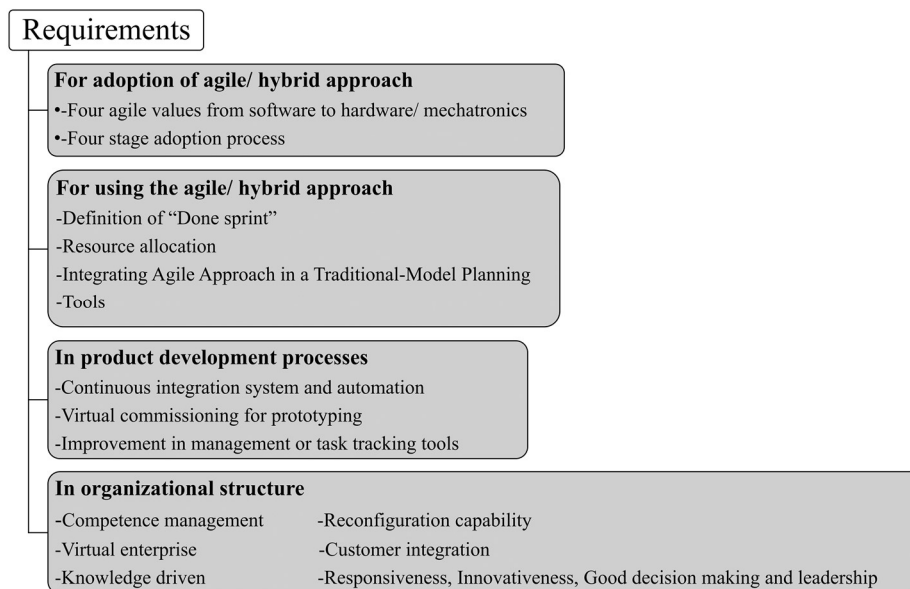 Requirements
For adoption of agile/ hybrid approach
•-Four agile values from software to hardware/ mechatronics
•-Four stage adoption process
For using the agile/ hybrid approach
-Definition of “Done sprint”
-Resource allocation
-Integrating Agile Approach in a Traditional-Model Planning
-Tools
In product development processes
-Continuous integration system and automation
-Virtual commissioning for prototyping
-Improvement in management or task tracking tools
In organizational structure
-Competence management -Reconfiguration capability
-Virtual enterprise -Customer integration
-Knowledge driven -Responsiveness, Innovativeness, Good decision making and leadership